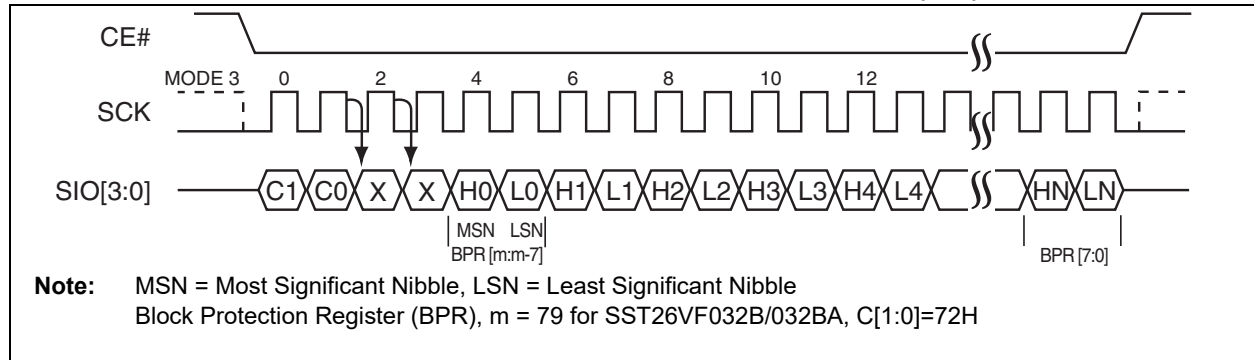 CE#
MODE 3 0 2 4 6 8 10 12
SCK
SIO[3:0] C1 C0 X X H0 L0 H1 L1 H2 L2 H3 L3 H4 L4 HN LN
MSN LSN
BPR [m:m-7] BPR [7:0]
Note: MSN = Most Significant Nibble, LSN = Least Significant Nibble
Block Protection Register (BPR), m = 79 for SST26VF032B/032BA, C[1:0]=72H